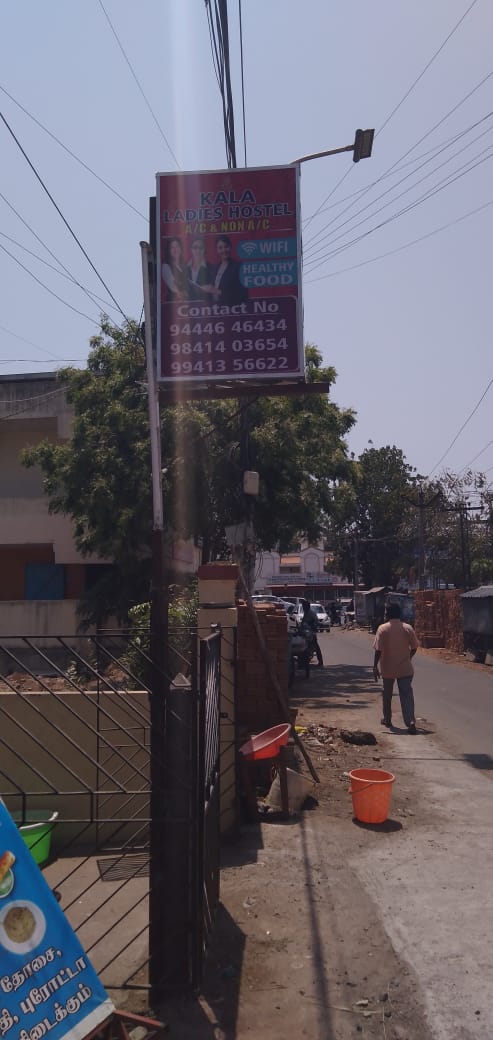 KALA
LADIES HOSTEL
A/C & NON A/C
WIFI
HEALTHY
FOOD
Contact No
94446 46434
98414 03654
99413 56622
தோசை,
புரோட்டா
கிடைக்கும்